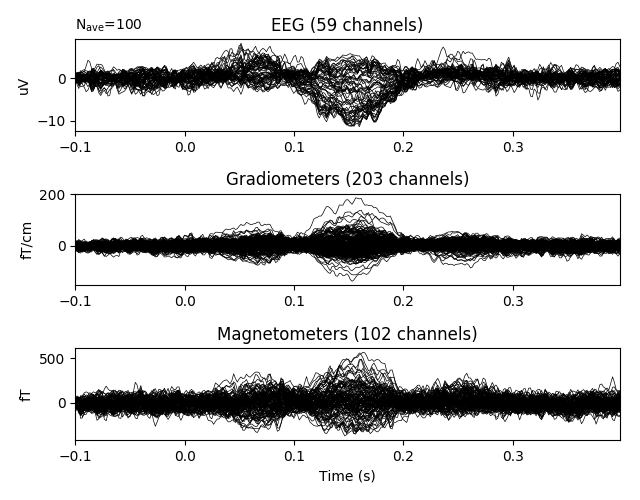 N_ave=100
EEG (59 channels)
uV
0
−10
−0.1 0.0 0.1 0.2 0.3
Gradiometers (203 channels)
fT/cm
200
0
−0.1 0.0 0.1 0.2 0.3
Magnetometers (102 channels)
fT
500
0
−0.1 0.0 0.1 0.2 0.3
Time (s)